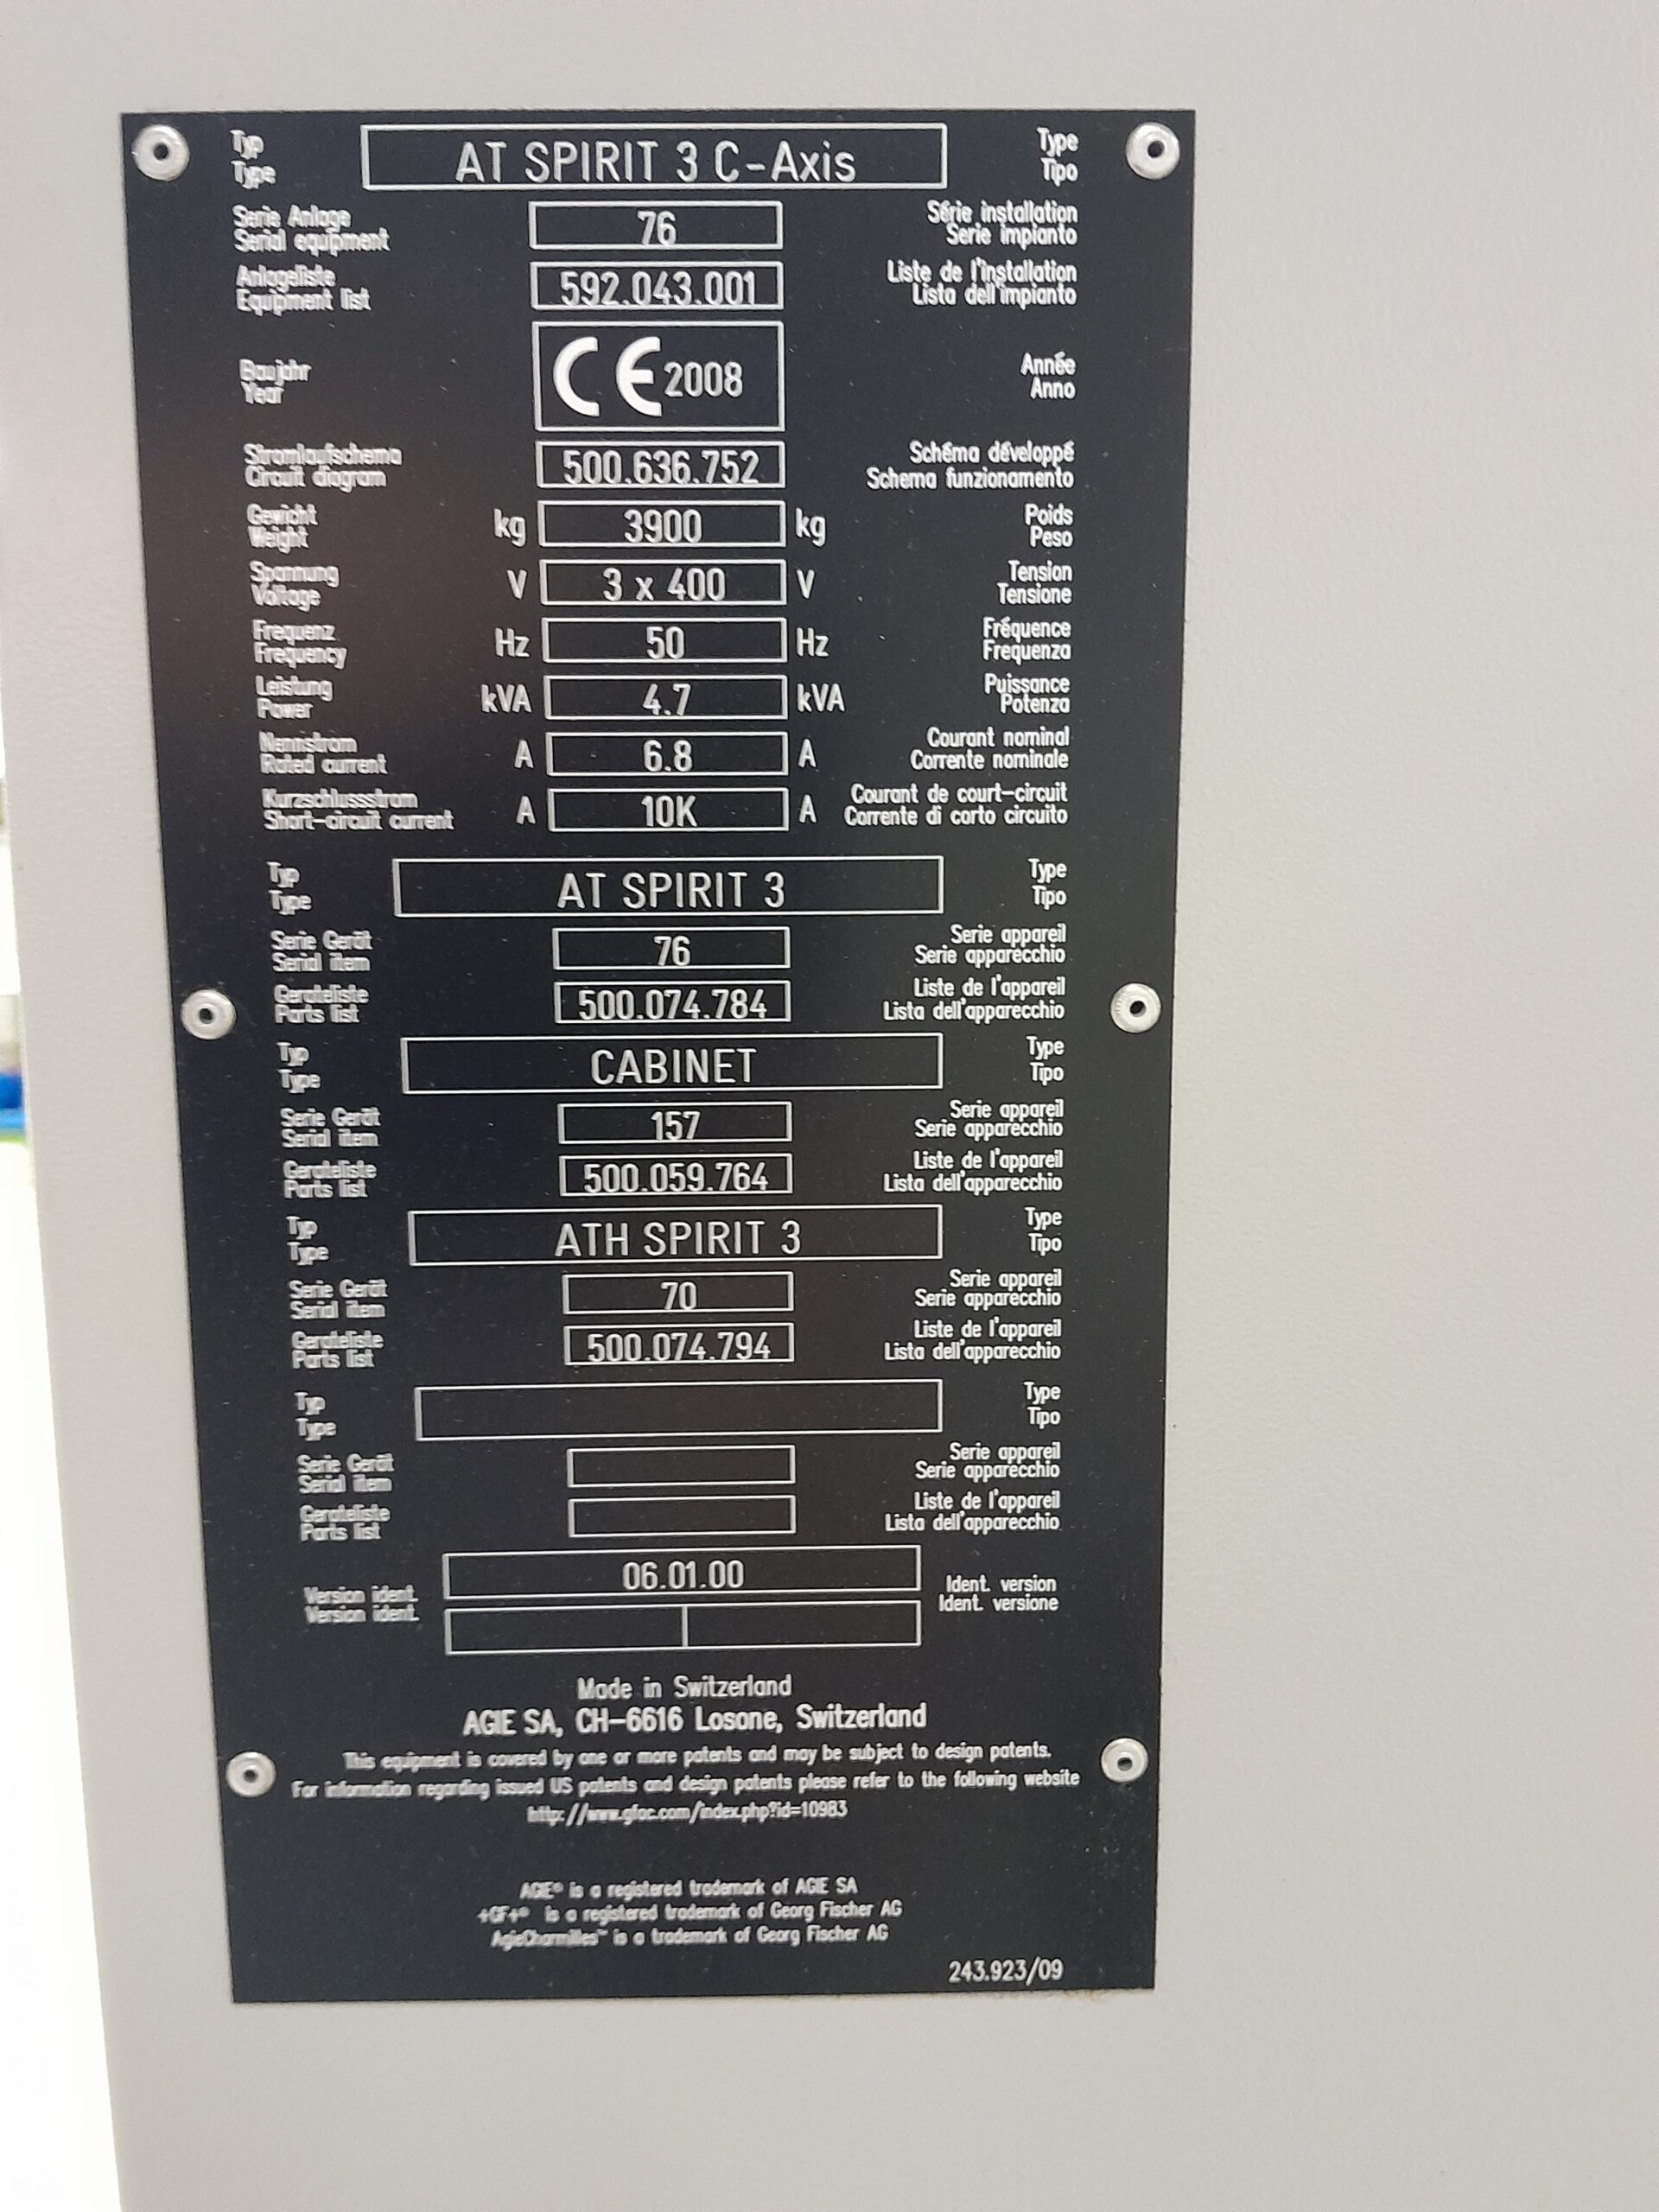 Typ AT SPIRIT 3 C-Axis Type
Type Tipo
Serie Anlage 76 Série installation
Serial equipment Serie impianto
Anlageliste 592.043.001 Liste de l'installation
Equipment list Lista dell'impianto
Baujahr CE 2008 Année
Year Anno
Stromlaufschema 500.636.752 Schéma développé
Circuit diagram Schema funzionamento
Gewicht kg 3900 kg Poids
Weight Peso
Spannung V 3 x 400 V Tension
Voltage Tensione
Frequenz Hz 50 Hz Fréquence
Frequency Frequenza
Leistung kVA 4.7 kVA Puissance
Power Potenza
Nennstrom A 6.8 A Courant nominal
Rated current Corrente nominale
Kurzschlussstrom A 10K A Courant de court-circuit
Short-circuit current Corrente di corto circuito
Typ AT SPIRIT 3 Type
Type Tipo
Serie Gerät 76 Serie appareil
Serial item Serie apparecchio
Geräteliste 500.074.784 Liste de l'appareil
Parts list Lista dell'apparecchio
Typ CABINET Type
Type Tipo
Serie Gerät 157 Serie appareil
Serial item Serie apparecchio
Geräteliste 500.059.764 Liste de l'appareil
Parts list Lista dell'apparecchio
Typ ATH SPIRIT 3 Type
Type Tipo
Serie Gerät 70 Serie appareil
Serial item Serie apparecchio
Geräteliste 500.074.794 Liste de l'appareil
Parts list Lista dell'apparecchio
Typ Type
Type Tipo
Serie Gerät Serie appareil
Serial item Serie apparecchio
Geräteliste Liste de l'appareil
Parts list Lista dell'apparecchio
06.01.00
Version ident. Ident. version
Version ident. Ident. versione
Made in Switzerland
AGIE SA, CH-6616 Losone, Switzerland
This equipment is covered by one or more patents and may be subject to design patents.
For information regarding issued US patents and design patents please refer to the following website
http://www.gfac.com/index.php?id=10983
AGIE® is a registered trademark of AGIE SA
+GF+® is a registered trademark of Georg Fischer AG
AgieCharmilles™ is a trademark of Georg Fischer AG
243.923/09